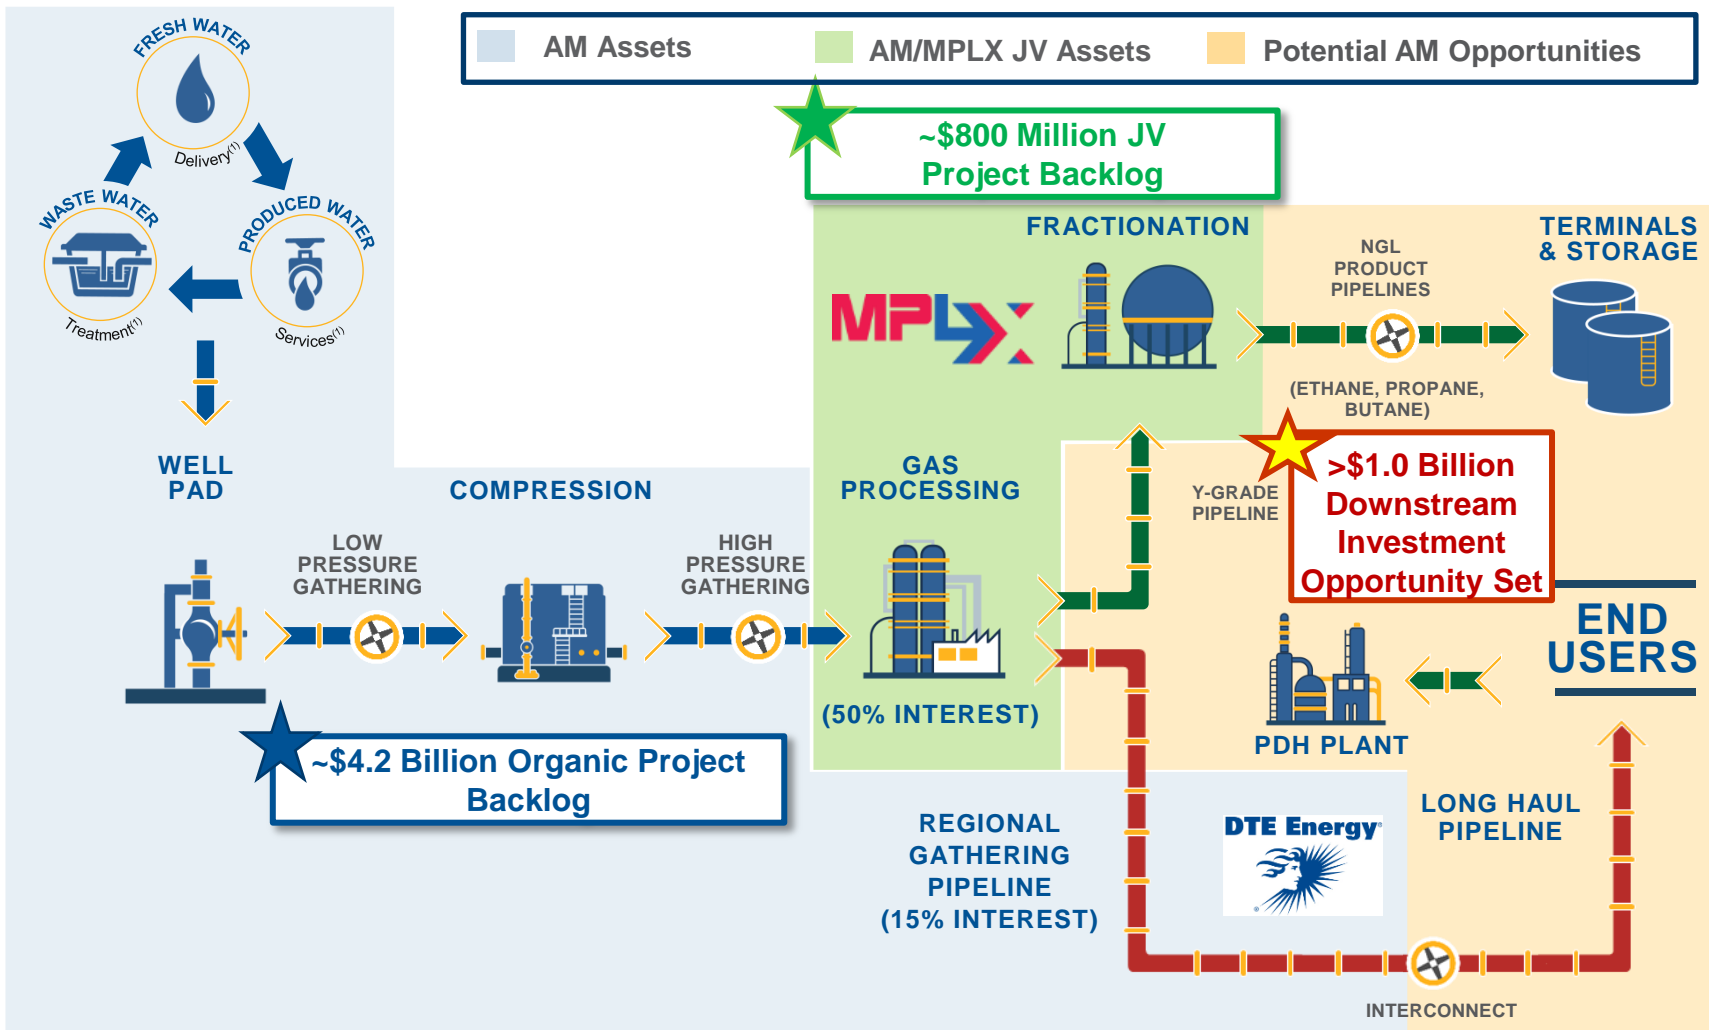 AM Assets
AM/MPLX JV Assets
Potential AM Opportunities
FRESH WATER
Delivery(1)
WASTE WATER
Treatment(1)
PRODUCED WATER
Services(1)
~$800 Million JV
Project Backlog
FRACTIONATION
MPLX
NGL
PRODUCT
PIPELINES
TERMINALS
& STORAGE
(ETHANE, PROPANE,
BUTANE)
WELL
PAD
COMPRESSION
GAS
PROCESSING
Y-GRADE
PIPELINE
>$1.0 Billion
Downstream
Investment
Opportunity Set
LOW
PRESSURE
GATHERING
HIGH
PRESSURE
GATHERING
END
USERS
(50% INTEREST)
PDH PLANT
~$4.2 Billion Organic Project
Backlog
REGIONAL
GATHERING
PIPELINE
(15% INTEREST)
DTE Energy®
®
LONG HAUL
PIPELINE
INTERCONNECT